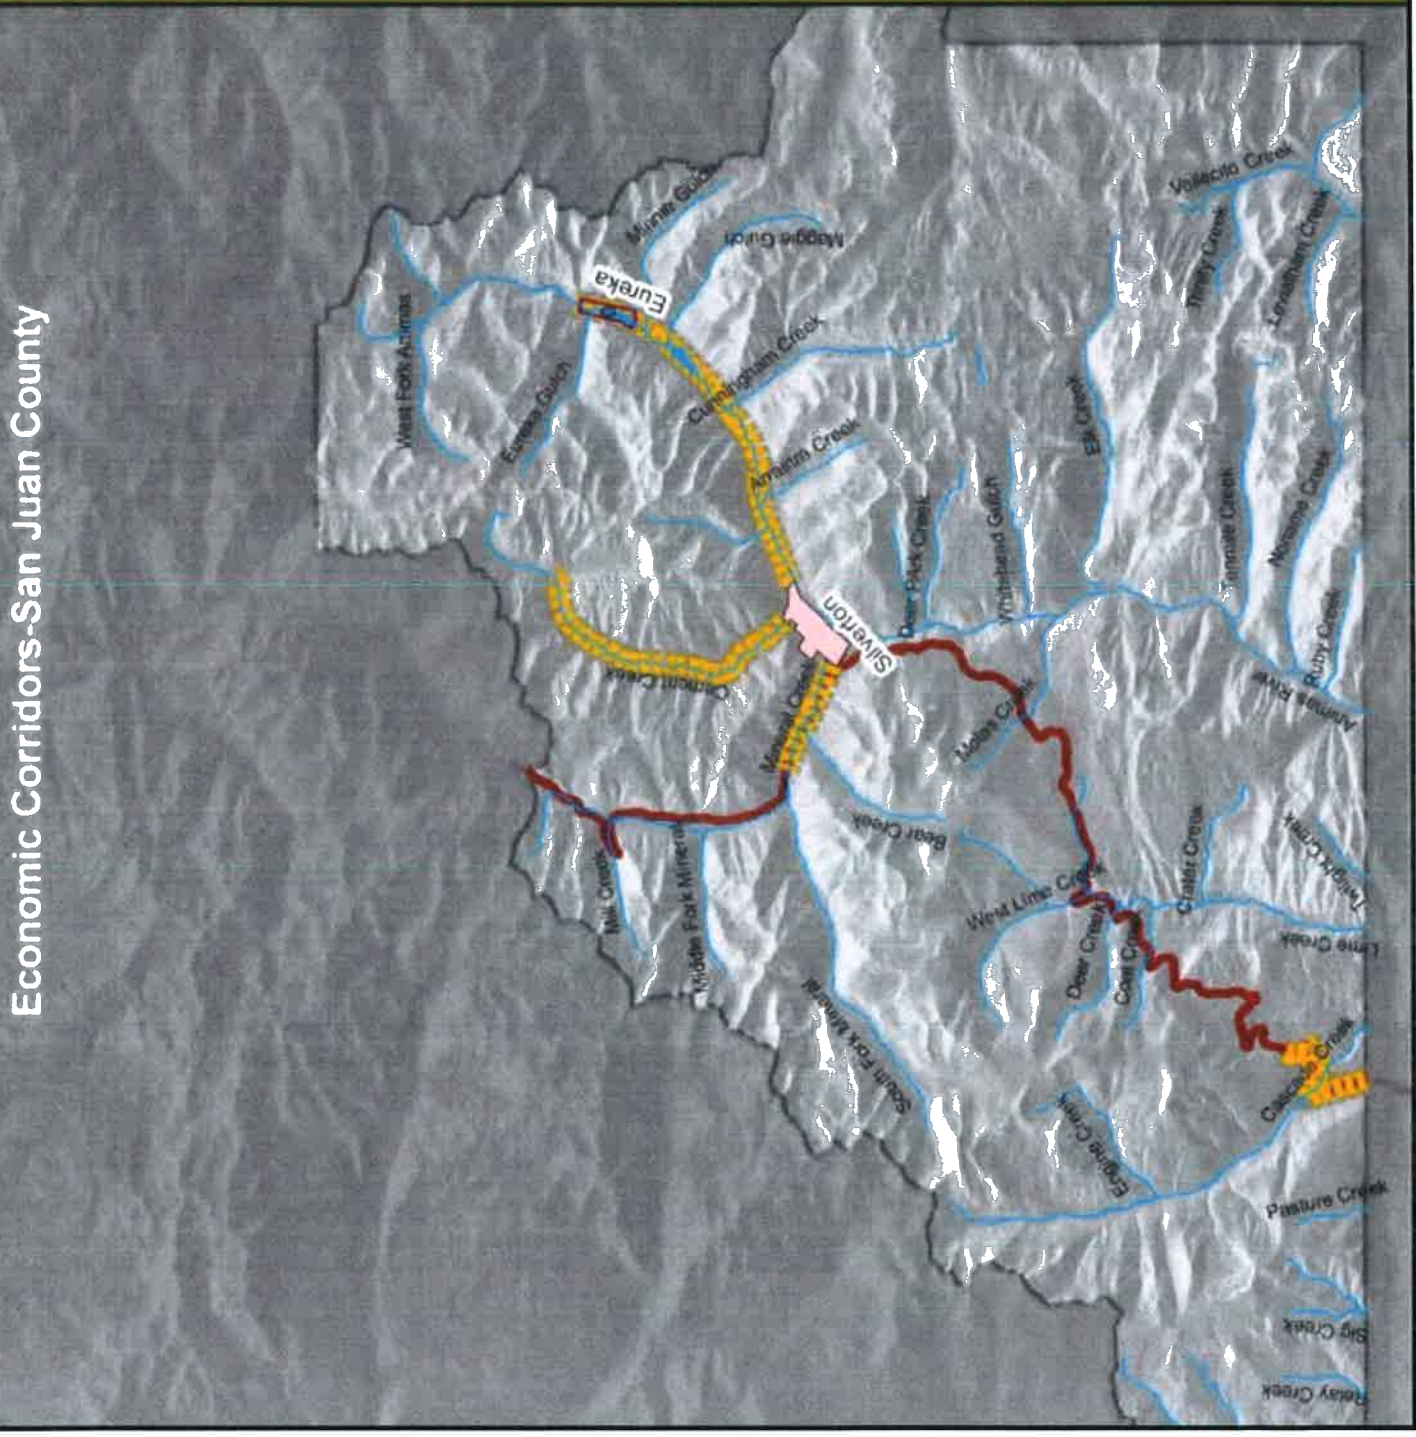 Economic Corridors-San Juan County
Minnie Gulch
Maggie Gulch
Eureka
West Fork Animas
Eureka Gulch
Cunningham Creek
Arrastra Creek
Vallecito Creek
Trinity Creek
Leviathan Creek
Elk Creek
Tenmile Creek
Noname Creek
Ruby Creek
Deer Park Creek
Whitehead Gulch
Silverton
Cement Creek
Mineral Creek
Molas Creek
Animas River
Bear Creek
Mill Creek
Middle Fork Mineral
South Fork Mineral
West Lime Creek
Deer Creek
Coal Creek
Crater Creek
Twilight Creek
Lime Creek
Cascade Creek
Engine Creek
Pasture Creek
Sig Creek
Relay Creek